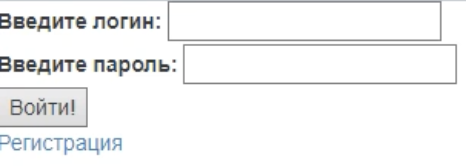 Введите логин:
Введите пароль:
Войти!
Регистрация